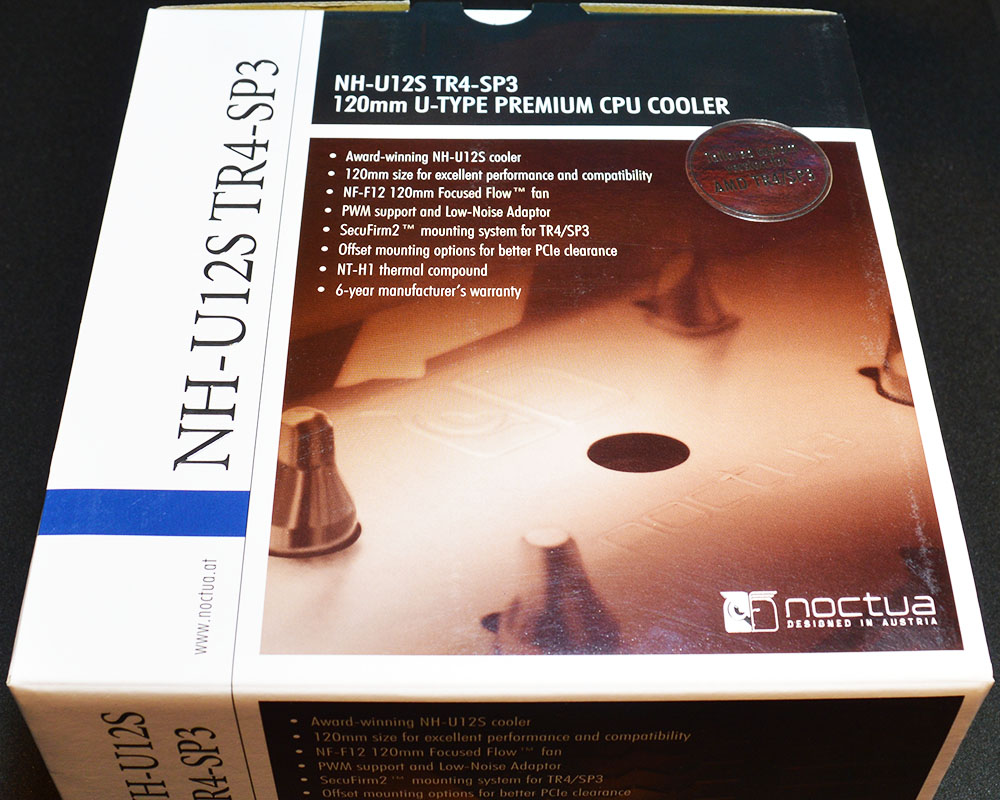 NH-U12S TR4-SP3
120mm U-TYPE PREMIUM CPU COOLER
• Award-winning NH-U12S cooler
• 120mm size for excellent performance and compatibility
• NF-F12 120mm Focused Flow™ fan
• PWM support and Low-Noise Adaptor
• SecuFirm2™ mounting system for TR4/SP3
• Offset mounting options for better PCIe clearance
• NT-H1 thermal compound
• 6-year manufacturer's warranty
AMD TR4/SP3
NH-U12S TR4-SP3
www.noctua.at
noctua
noctua
DESIGNED IN AUSTRIA
NH-U12S
TR4-SP3
• Award-winning NH-U12S cooler
• 120mm size for excellent performance and compatibility
• NF-F12 120mm Focused Flow™ fan
• PWM support and Low-Noise Adaptor
• SecuFirm2™ mounting system for TR4/SP3
• Offset mounting options for better PCIe clearance